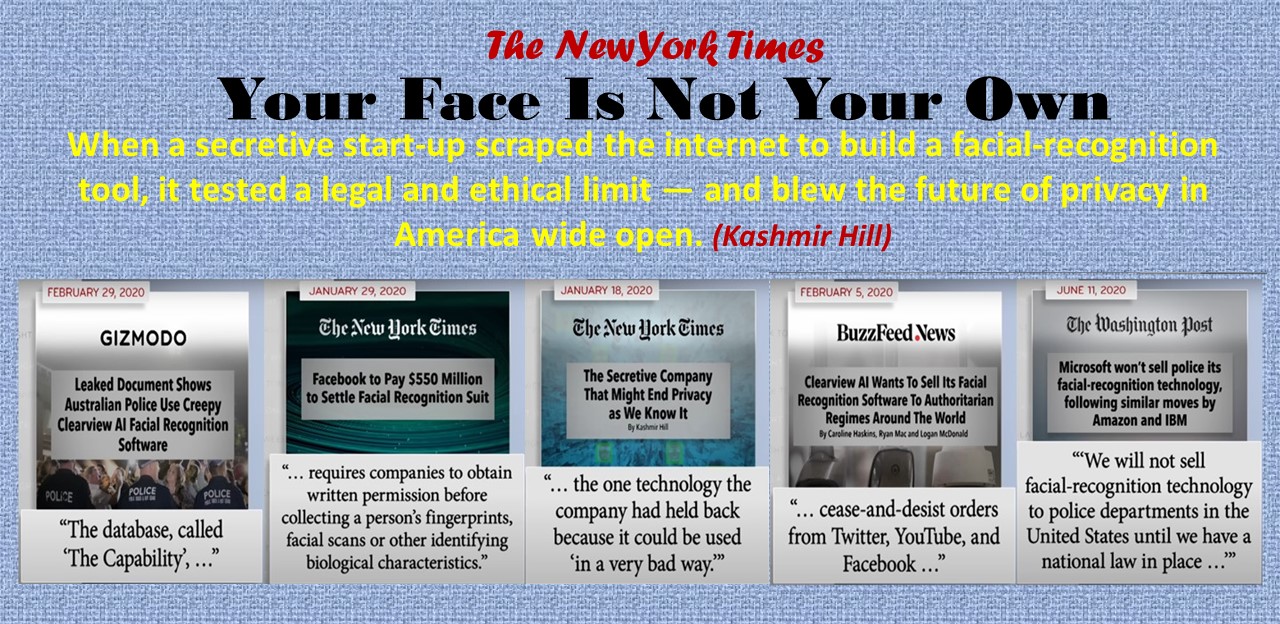 The New York Times
Your Face Is Not Your Own
When a secretive start-up scraped the internet to build a facial-recognition
tool, it tested a legal and ethical limit — and blew the future of privacy in
America wide open. (Kashmir Hill)
FEBRUARY 29, 2020
GIZMODO
Leaked Document Shows
Australian Police Use Creepy
Clearview AI Facial Recognition
Software
POLICE
POLICE
POLICE
“The database, called
‘The Capability’, …”
JANUARY 29, 2020
The New York Times
Facebook to Pay $550 Million
to Settle Facial Recognition Suit
“… requires companies to obtain
written permission before
collecting a person’s fingerprints,
facial scans or other identifying
biological characteristics.”
JANUARY 18, 2020
The New York Times
The Secretive Company
That Might End Privacy
as We Know It
By Kashmir Hill
“… the one technology the
company had held back
because it could be used
‘in a very bad way.’”
FEBRUARY 5, 2020
BuzzFeed.News
Clearview AI Wants To Sell Its Facial
Recognition Software To Authoritarian
Regimes Around The World
By Caroline Haskins, Ryan Mac and Logan McDonald
“… cease-and-desist orders
from Twitter, YouTube, and
Facebook …”
JUNE 11, 2020
The Washington Post
Microsoft won’t sell police its
facial-recognition technology,
following similar moves by
Amazon and IBM
“‘We will not sell
facial-recognition technology
to police departments in the
United States until we have a
national law in place …’”